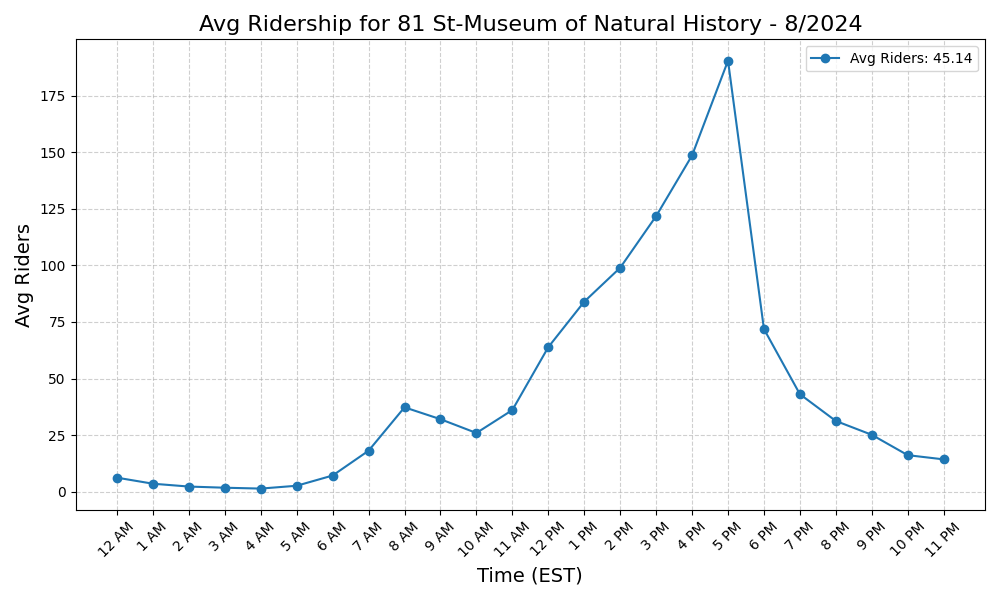 Avg Ridership for 81 St-Museum of Natural History - 8/2024
Avg Riders: 45.14
Avg Riders
175
150
125
100
75
50
25
0
12 AM
1 AM
2 AM
3 AM
4 AM
5 AM
6 AM
7 AM
8 AM
9 AM
10 AM
11 AM
12 PM
1 PM
2 PM
3 PM
4 PM
5 PM
6 PM
7 PM
8 PM
9 PM
10 PM
11 PM
Time (EST)